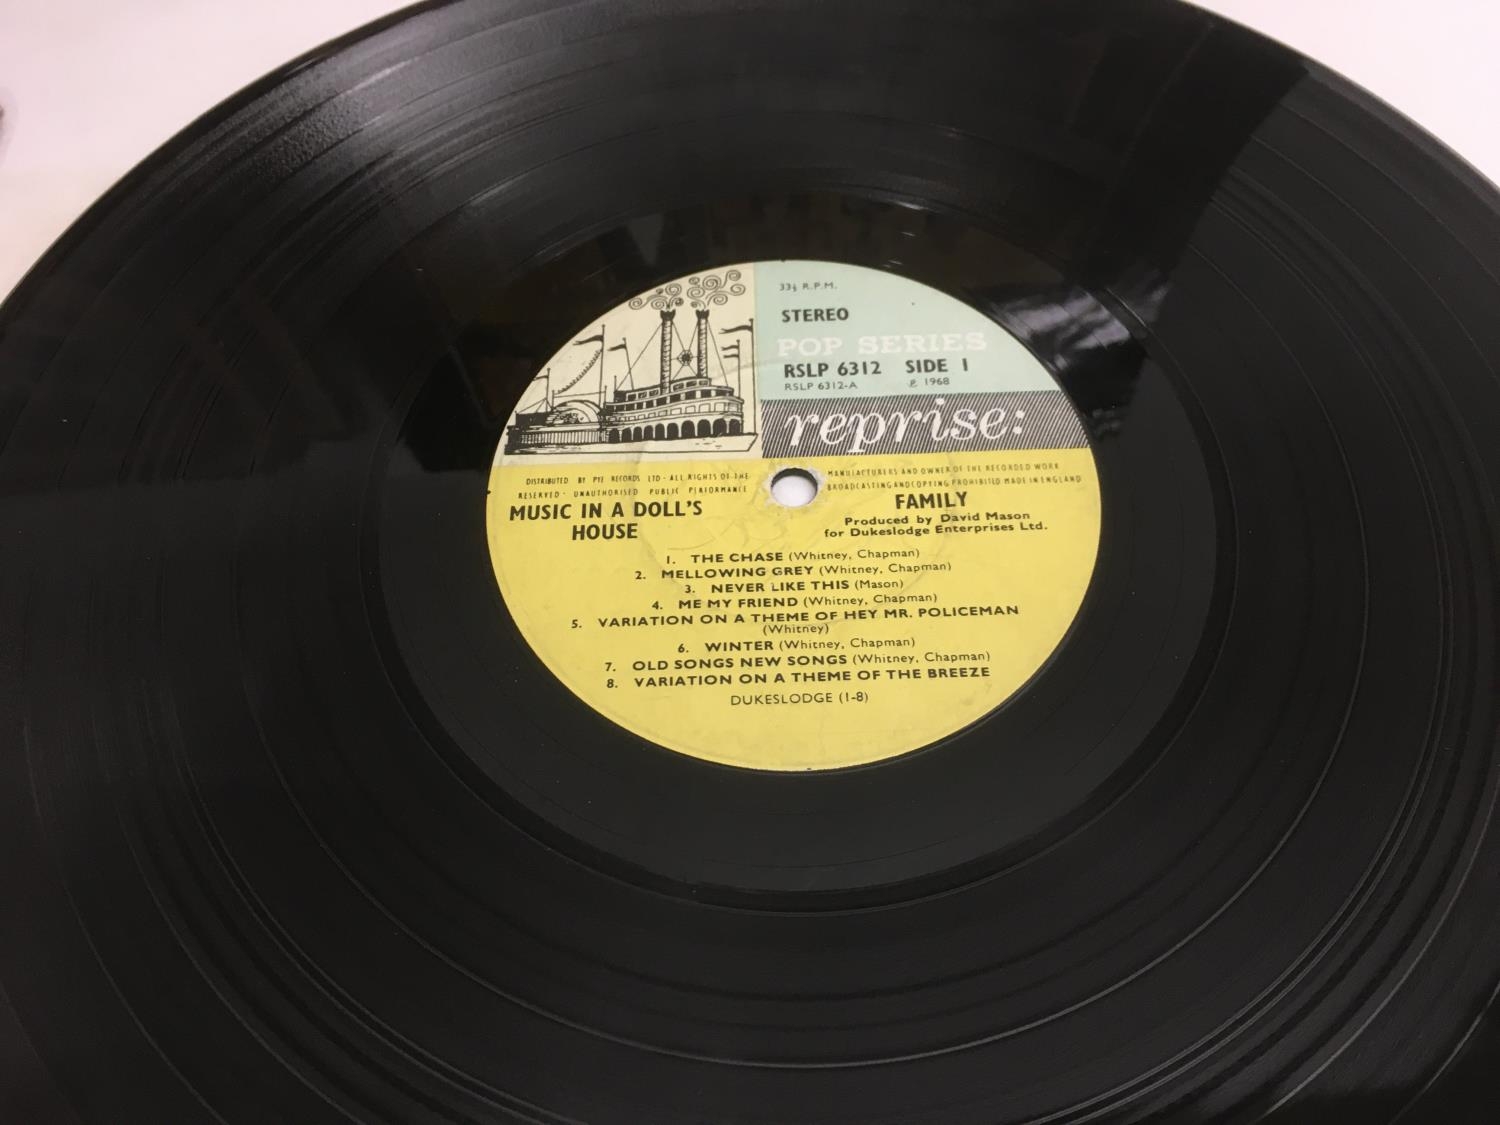 33⅓ R.P.M.
STEREO
POP SERIES
RSLP 6312 SIDE 1
RSLP 6312-A ℗ 1968
reprise:
DISTRIBUTED BY PYE RECORDS LTD · ALL RIGHTS OF THE MANUFACTURERS AND OWNER OF THE RECORDED WORK
RESERVED · UNAUTHORISED PUBLIC PERFORMANCE BROADCASTING AND COPYING PROHIBITED MADE IN ENGLAND
MUSIC IN A DOLL'S
HOUSE
FAMILY
Produced by David Mason
for Dukeslodge Enterprises Ltd.
1. THE CHASE (Whitney, Chapman)
2. MELLOWING GREY (Whitney, Chapman)
3. NEVER LIKE THIS (Mason)
4. ME MY FRIEND (Whitney, Chapman)
5. VARIATION ON A THEME OF HEY MR. POLICEMAN
(Whitney)
6. WINTER (Whitney, Chapman)
7. OLD SONGS NEW SONGS (Whitney, Chapman)
8. VARIATION ON A THEME OF THE BREEZE
DUKESLODGE (1-8)